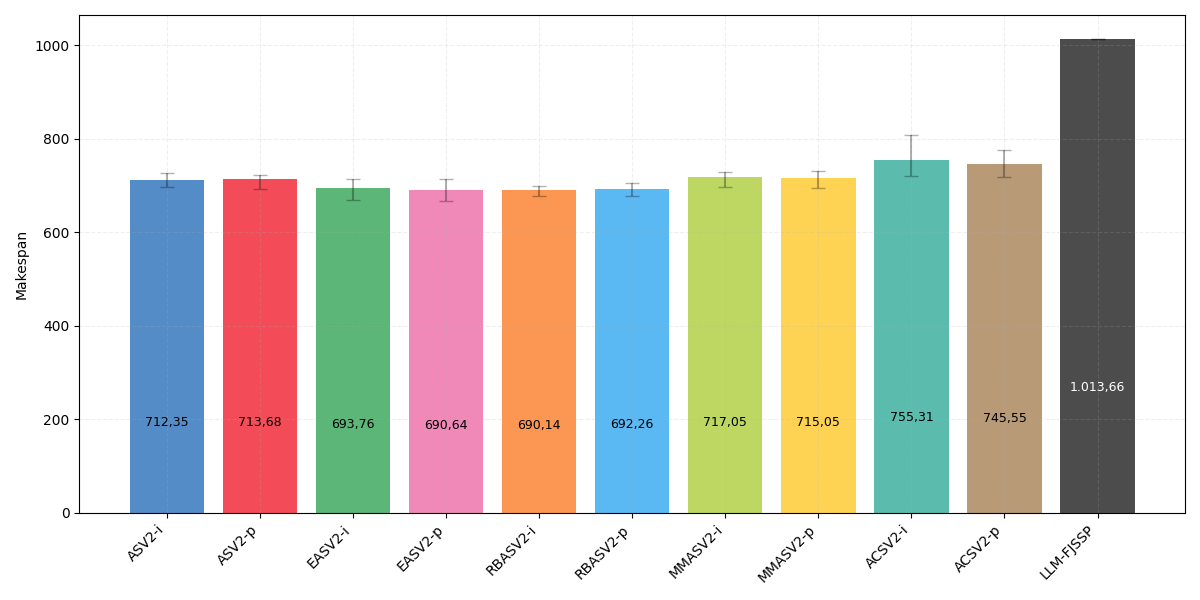 Makespan
1000
800
600
400
200
0
712,35
713,68
693,76
690,64
690,14
692,26
717,05
715,05
755,31
745,55
1.013,66
ASV2-i
ASV2-p
EASV2-i
EASV2-p
RBASV2-i
RBASV2-p
MMASV2-i
MMASV2-p
ACSV2-i
ACSV2-p
LLM-FJSSP